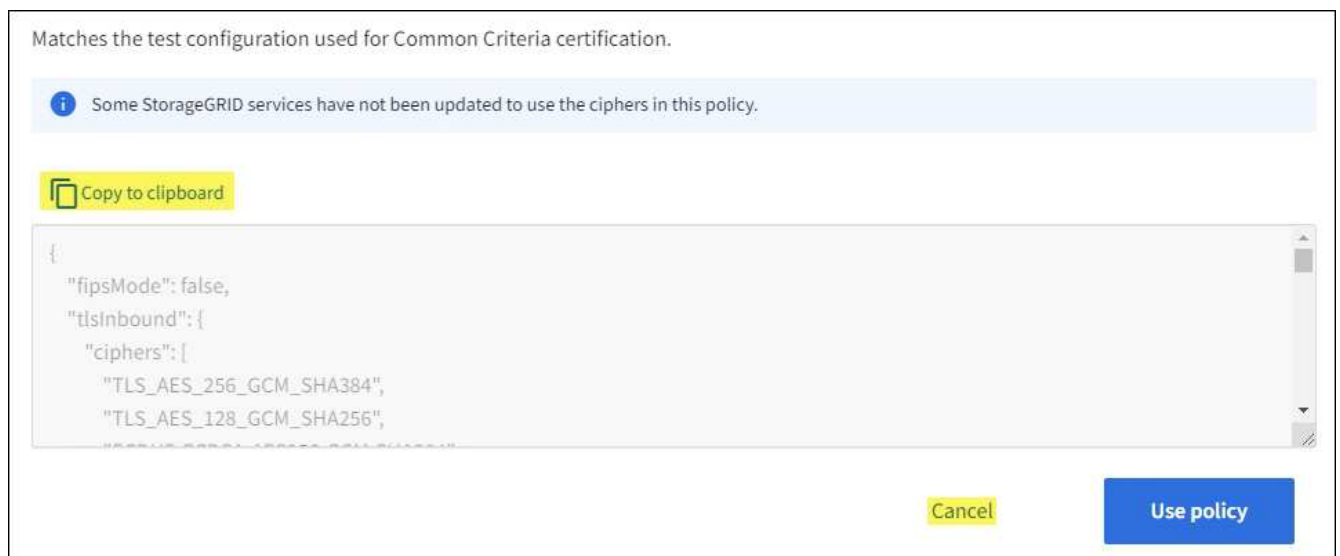 Matches the test configuration used for Common Criteria certification.
Some StorageGRID services have not been updated to use the ciphers in this policy.
Copy to clipboard
{
"fipsMode": false,
"tlsInbound": {
"ciphers": [
"TLS_AES_256_GCM_SHA384",
"TLS_AES_128_GCM_SHA256",
Cancel
Use policy